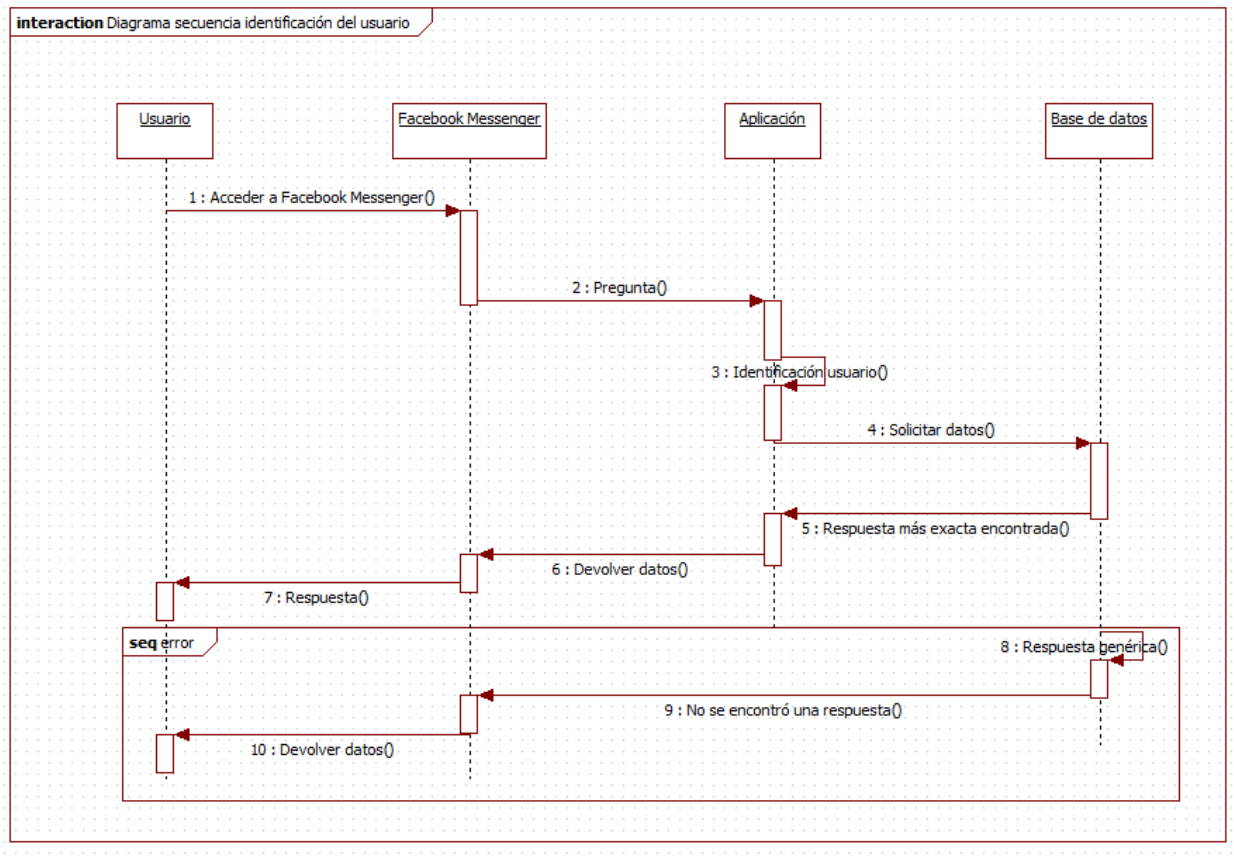 interaction Diagrama secuencia identificación del usuario
Usuario
Facebook Messenger
Aplicación
Base de datos
1 : Acceder a Facebook Messenger()
2 : Pregunta()
3 : Identificación usuario()
4 : Solicitar datos()
5 : Respuesta más exacta encontrada()
6 : Devolver datos()
7 : Respuesta()
seq error
8 : Respuesta genérica()
9 : No se encontró una respuesta()
10 : Devolver datos()